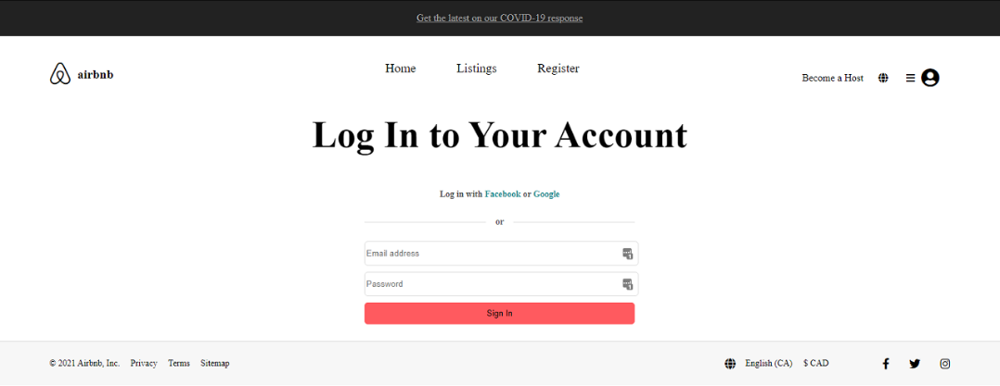 Get the latest on our COVID-19 response
airbnb
Home Listings Register
Become a Host
Log In to Your Account
Log in with Facebook or Google
or
Email address
Password
Sign In
© 2021 Airbnb, Inc. Privacy Terms Sitemap
English (CA) $ CAD